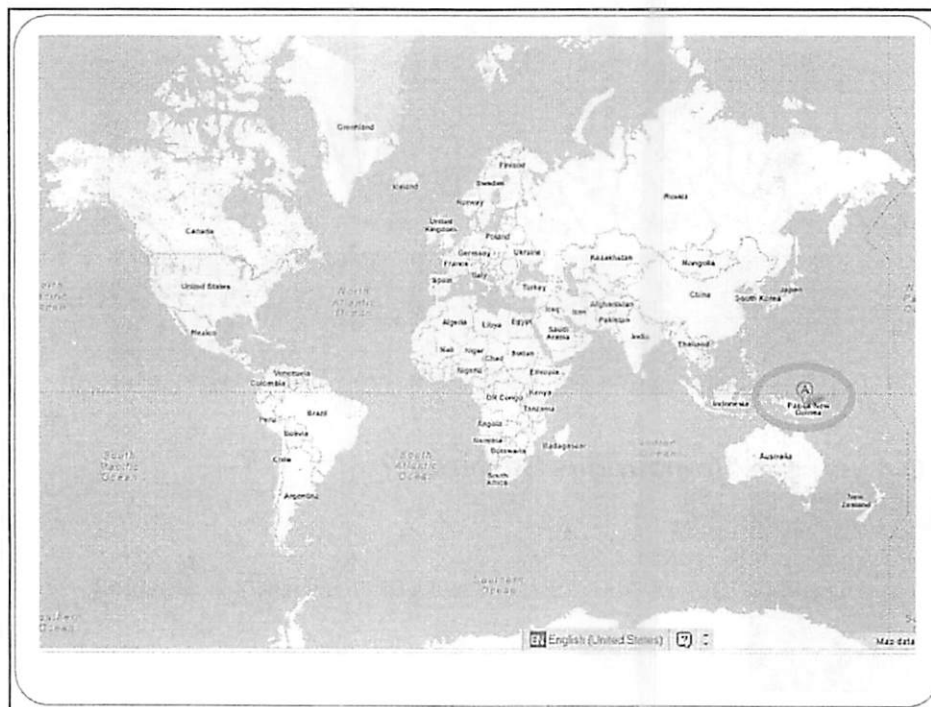 Greenland
Iceland
Finland
Sweden
Norway
Russia
United
Kingdom
Canada
Poland
Germany
Ukraine
Kazakhstan
Mongolia
France
Italy
Spain
Turkey
United States
North
Atlantic
Ocean
China
Japan
South Korea
Afghanistan
Iraq
Iran
Pakistan
Mexico
Algeria
Libya
Egypt
Saudi
Arabia
India
Thailand
Mali
Niger
Chad
Sudan
Nigeria
Ethiopia
Venezuela
Colombia
DR Congo
Kenya
Tanzania
Indonesia
A
Papua New
Guinea
Peru
Brazil
Bolivia
Angola
Namibia
Botswana
Madagascar
South
Africa
Chile
Argentina
South
Pacific
Ocean
South
Atlantic
Ocean
Indian
Ocean
Australia
New
Zealand
Southern
Ocean
EN English (United States)
Map data